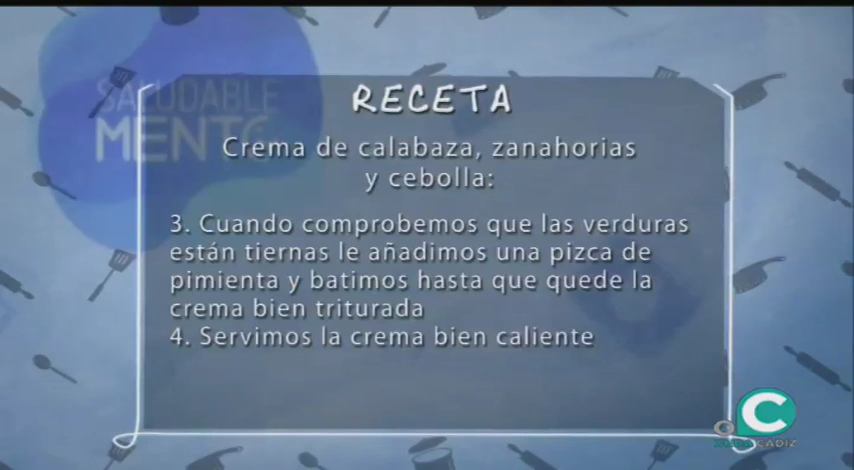 SALUDABLE
MENTE
RECETA
Crema de calabaza, zanahorias
y cebolla:
3. Cuando comprobemos que las verduras
están tiernas le añadimos una pizca de
pimienta y batimos hasta que quede la
crema bien triturada
4. Servimos la crema bien caliente
C
CÁDIZ